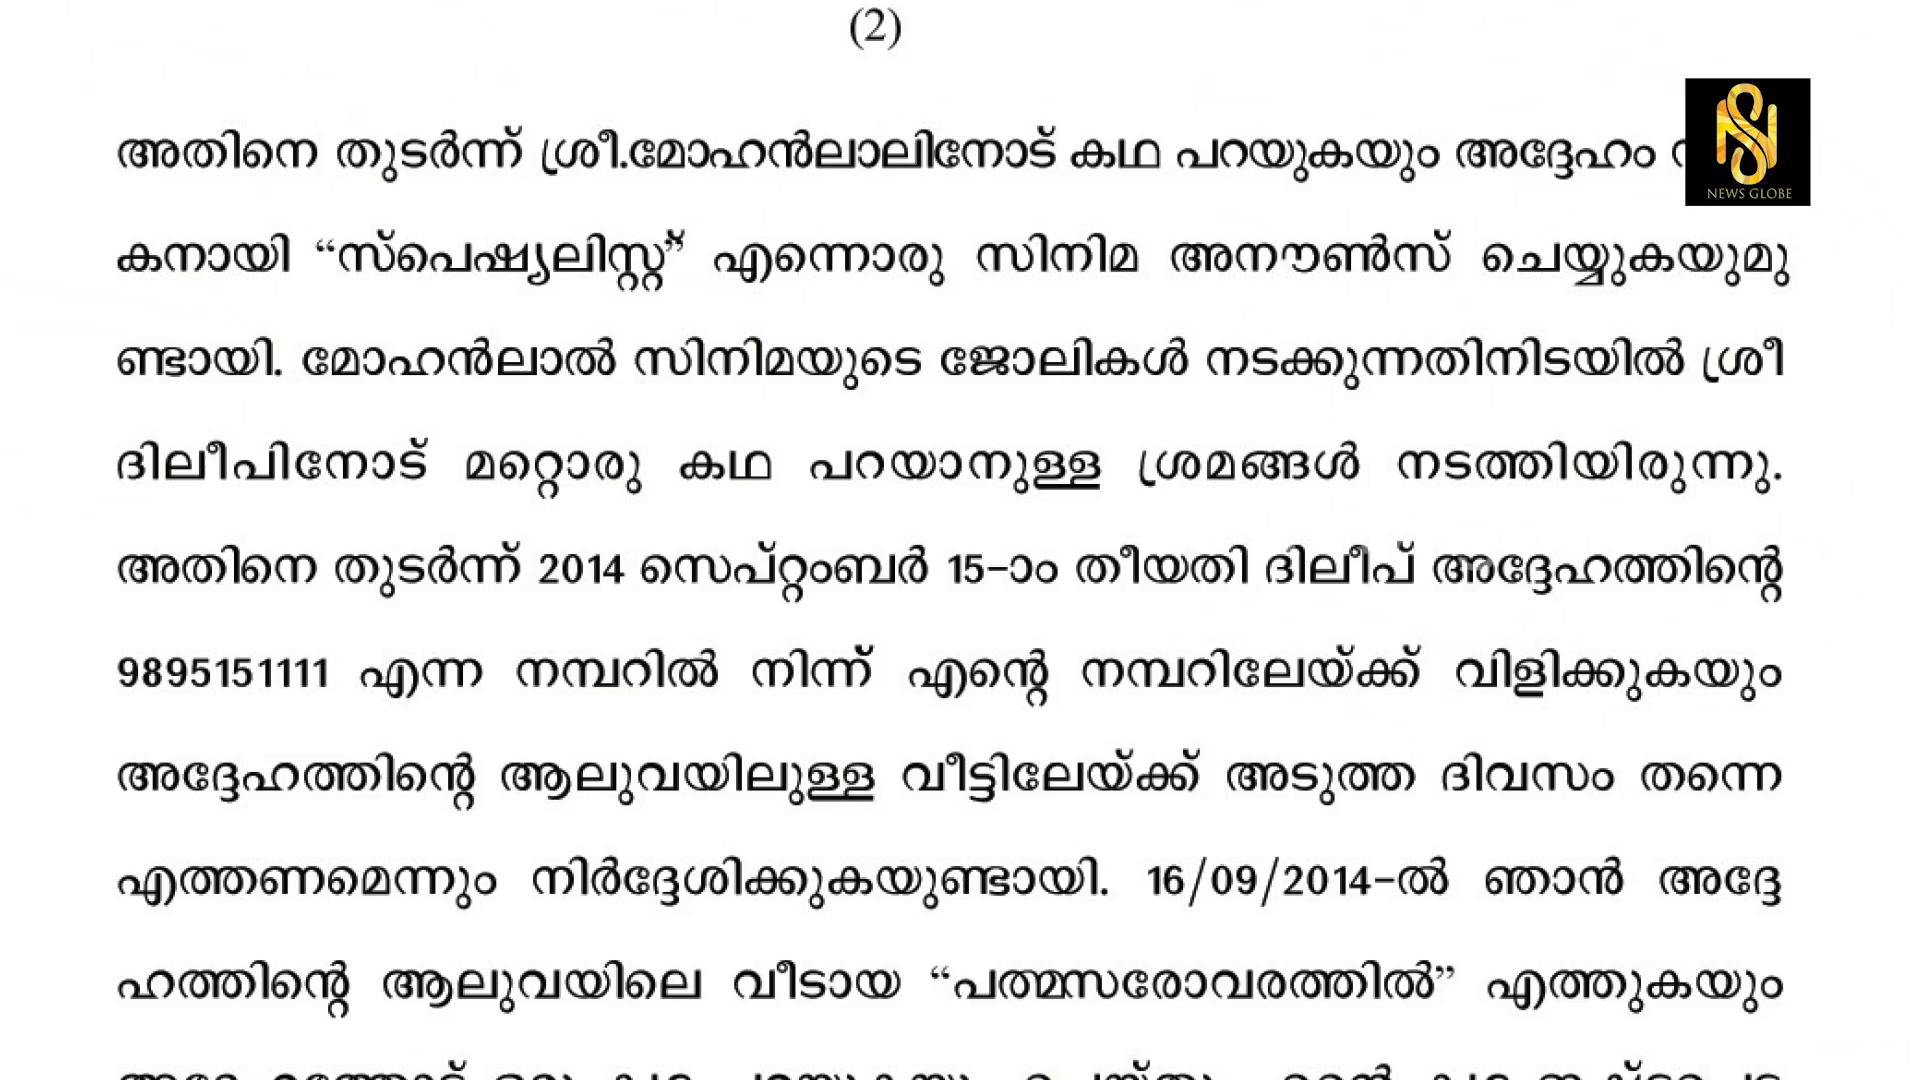 (2)
അതിനെ തുടർന്ന് ശ്രീ.മോഹൻലാലിനോട് കഥ പറയുകയും അദ്ദേഹം
NEWS GLOBE
കനായി “സ്പെഷ്യലിസ്റ്റ്” എന്നൊരു സിനിമ അനൗൺസ് ചെയ്യുകയുമു
ണ്ടായി. മോഹൻലാൽ സിനിമയുടെ ജോലികൾ നടക്കുന്നതിനിടയിൽ ശ്രീ
ദിലീപിനോട് മറ്റൊരു കഥ പറയാനുള്ള ശ്രമങ്ങൾ നടത്തിയിരുന്നു.
അതിനെ തുടർന്ന് 2014 സെപ്റ്റംബർ 15-ാം തീയതി ദിലീപ് അദ്ദേഹത്തിന്റെ
9895151111 എന്ന നമ്പറിൽ നിന്ന് എന്റെ നമ്പറിലേയ്ക്ക് വിളിക്കുകയും
അദ്ദേഹത്തിന്റെ ആലുവയിലുള്ള വീട്ടിലേയ്ക്ക് അടുത്ത ദിവസം തന്നെ
എത്തണമെന്നും നിർദ്ദേശിക്കുകയുണ്ടായി. 16/09/2014-ൽ ഞാൻ അദ്ദേ
ഹത്തിന്റെ ആലുവയിലെ വീടായ “പത്മസരോവരത്തിൽ” എത്തുകയും